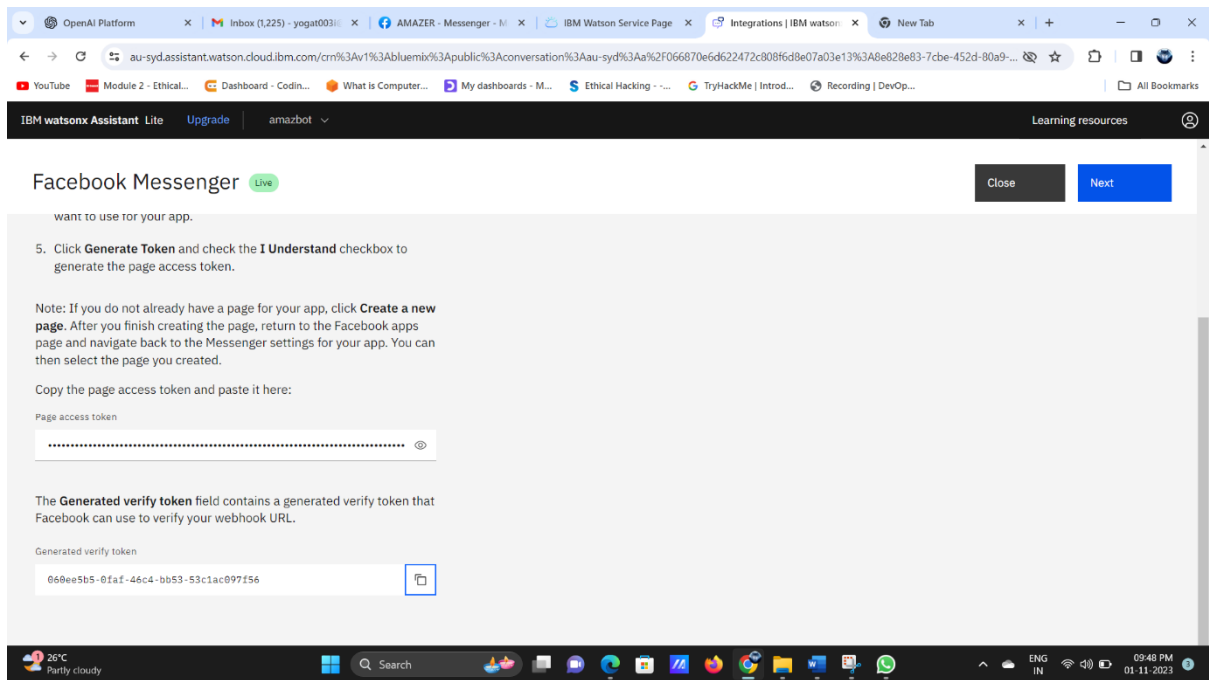 OpenAI Platform
Inbox (1,225) - yogat003@
AMAZER - Messenger - M
IBM Watson Service Page
Integrations | IBM watson
New Tab
au-syd.assistant.watson.cloud.ibm.com/crn%3Av1%3Abluemix%3Apublic%3Aconversation%3Aau-syd%3Aa%2F066870e6d622472c808f6d8e07a03e13%3A8e828e83-7cbe-452d-80a9-...
YouTube
Module 2 - Ethical...
Dashboard - Codin...
What is Computer...
My dashboards - M...
Ethical Hacking - -...
TryHackMe | Introd...
Recording | DevOp...
All Bookmarks
IBM watsonx Assistant Lite
Upgrade
amazbot
Learning resources
Facebook Messenger
Live
Close
Next
want to use for your app.
5. Click Generate Token and check the I Understand checkbox to
generate the page access token.
Note: If you do not already have a page for your app, click Create a new
page. After you finish creating the page, return to the Facebook apps
page and navigate back to the Messenger settings for your app. You can
then select the page you created.
Copy the page access token and paste it here:
Page access token
The Generated verify token field contains a generated verify token that
Facebook can use to verify your webhook URL.
Generated verify token
060ee5b5-0faf-46c4-bb53-53c1ac097f56
1
26°C
Partly cloudy
Search
ENG
IN
09:48 PM
01-11-2023
3